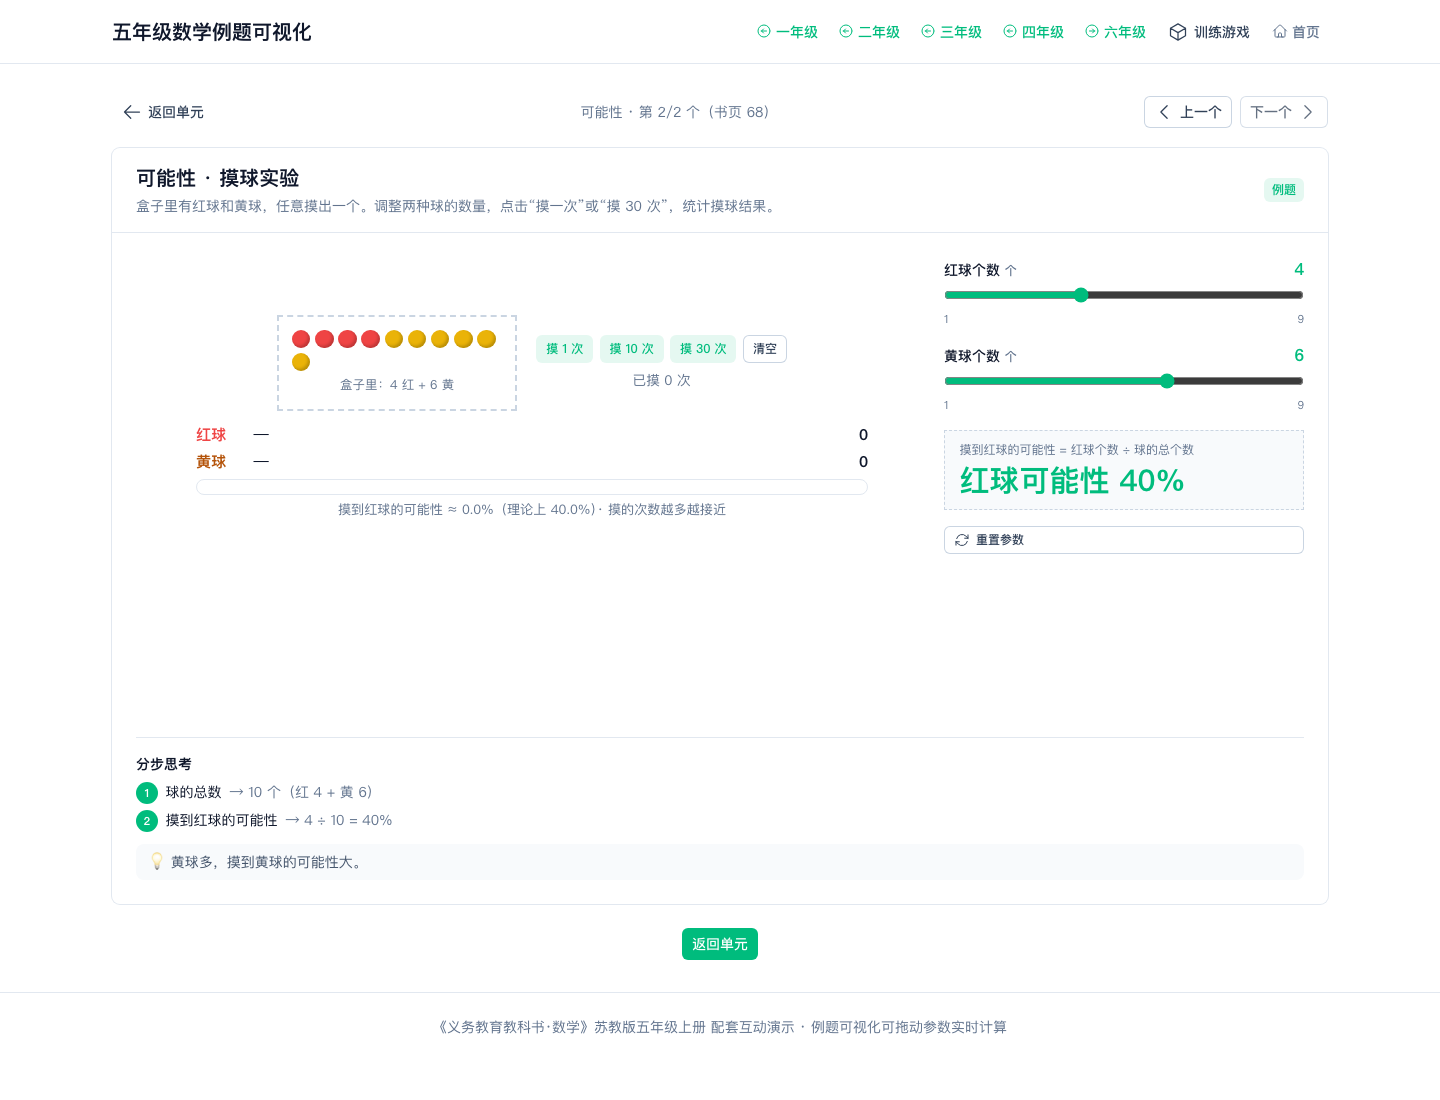 五年级数学例题可视化
一年级 二年级 三年级 四年级 六年级 训练游戏 首页
返回单元 可能性 · 第 2/2 个（书页 68） 上一个 下一个
可能性 · 摸球实验
盒子里有红球和黄球，任意摸出一个。调整两种球的数量，点击“摸一次”或“摸 30 次”，统计摸球结果。
例题
盒子里：4 红 + 6 黄
摸 1 次 摸 10 次 摸 30 次 清空
已摸 0 次
红球 — 0
黄球 — 0
摸到红球的可能性 ≈ 0.0%（理论上 40.0%）· 摸的次数越多越接近
红球个数 个 4
1 9
黄球个数 个 6
1 9
摸到红球的可能性 = 红球个数 ÷ 球的总个数
红球可能性 40%
重置参数
分步思考
1 球的总数 → 10 个（红 4 + 黄 6）
2 摸到红球的可能性 → 4 ÷ 10 = 40%
💡 黄球多，摸到黄球的可能性大。
返回单元
《义务教育教科书·数学》苏教版五年级上册 配套互动演示 · 例题可视化可拖动参数实时计算